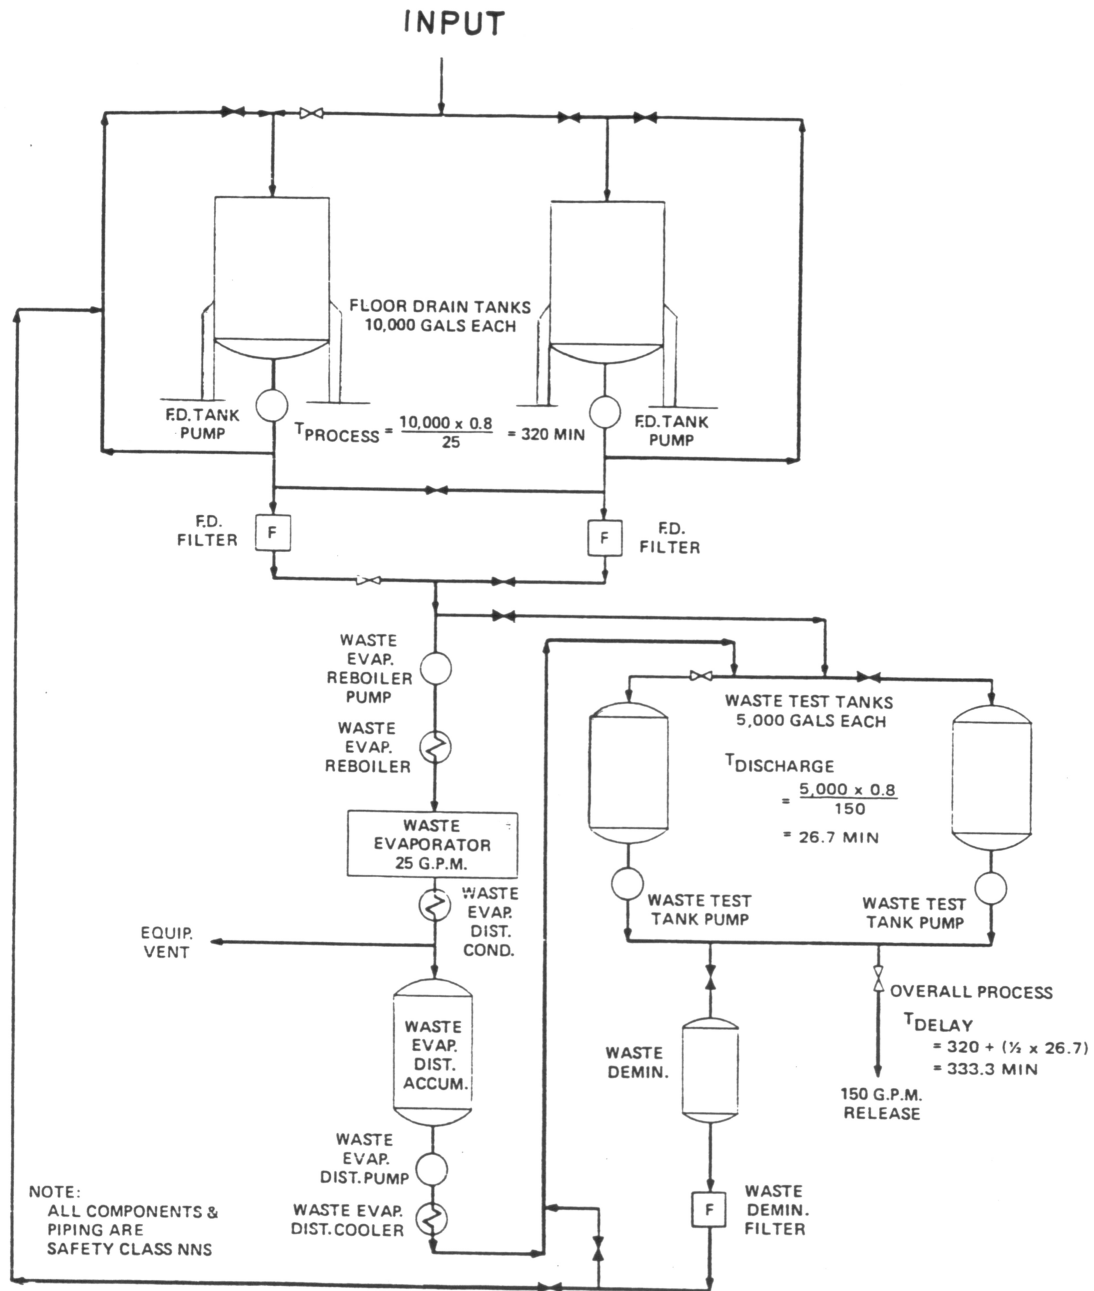 INPUT
FLOOR DRAIN TANKS
10,000 GALS EACH
F.D. TANK
PUMP
T PROCESS = 10,000 x 0.8 / 25 = 320 MIN
F.D. TANK
PUMP
F.D.
FILTER
F
F
F.D.
FILTER
WASTE
EVAP.
REBOILER
PUMP
WASTE
EVAP.
REBOILER
WASTE TEST TANKS
5,000 GALS EACH
T DISCHARGE
= 5,000 x 0.8 / 150
= 26.7 MIN
WASTE
EVAPORATOR
25 G.P.M.
WASTE
EVAP.
DIST.
COND.
WASTE TEST
TANK PUMP
WASTE TEST
TANK PUMP
EQUIP.
VENT
OVERALL PROCESS
T DELAY
= 320 + (½ x 26.7)
= 333.3 MIN
WASTE
EVAP.
DIST.
ACCUM.
WASTE
DEMIN.
150 G.P.M.
RELEASE
WASTE
EVAP.
DIST. PUMP
WASTE EVAP.
DIST. COOLER
F
WASTE
DEMIN.
FILTER
NOTE:
ALL COMPONENTS &
PIPING ARE
SAFETY CLASS NNS